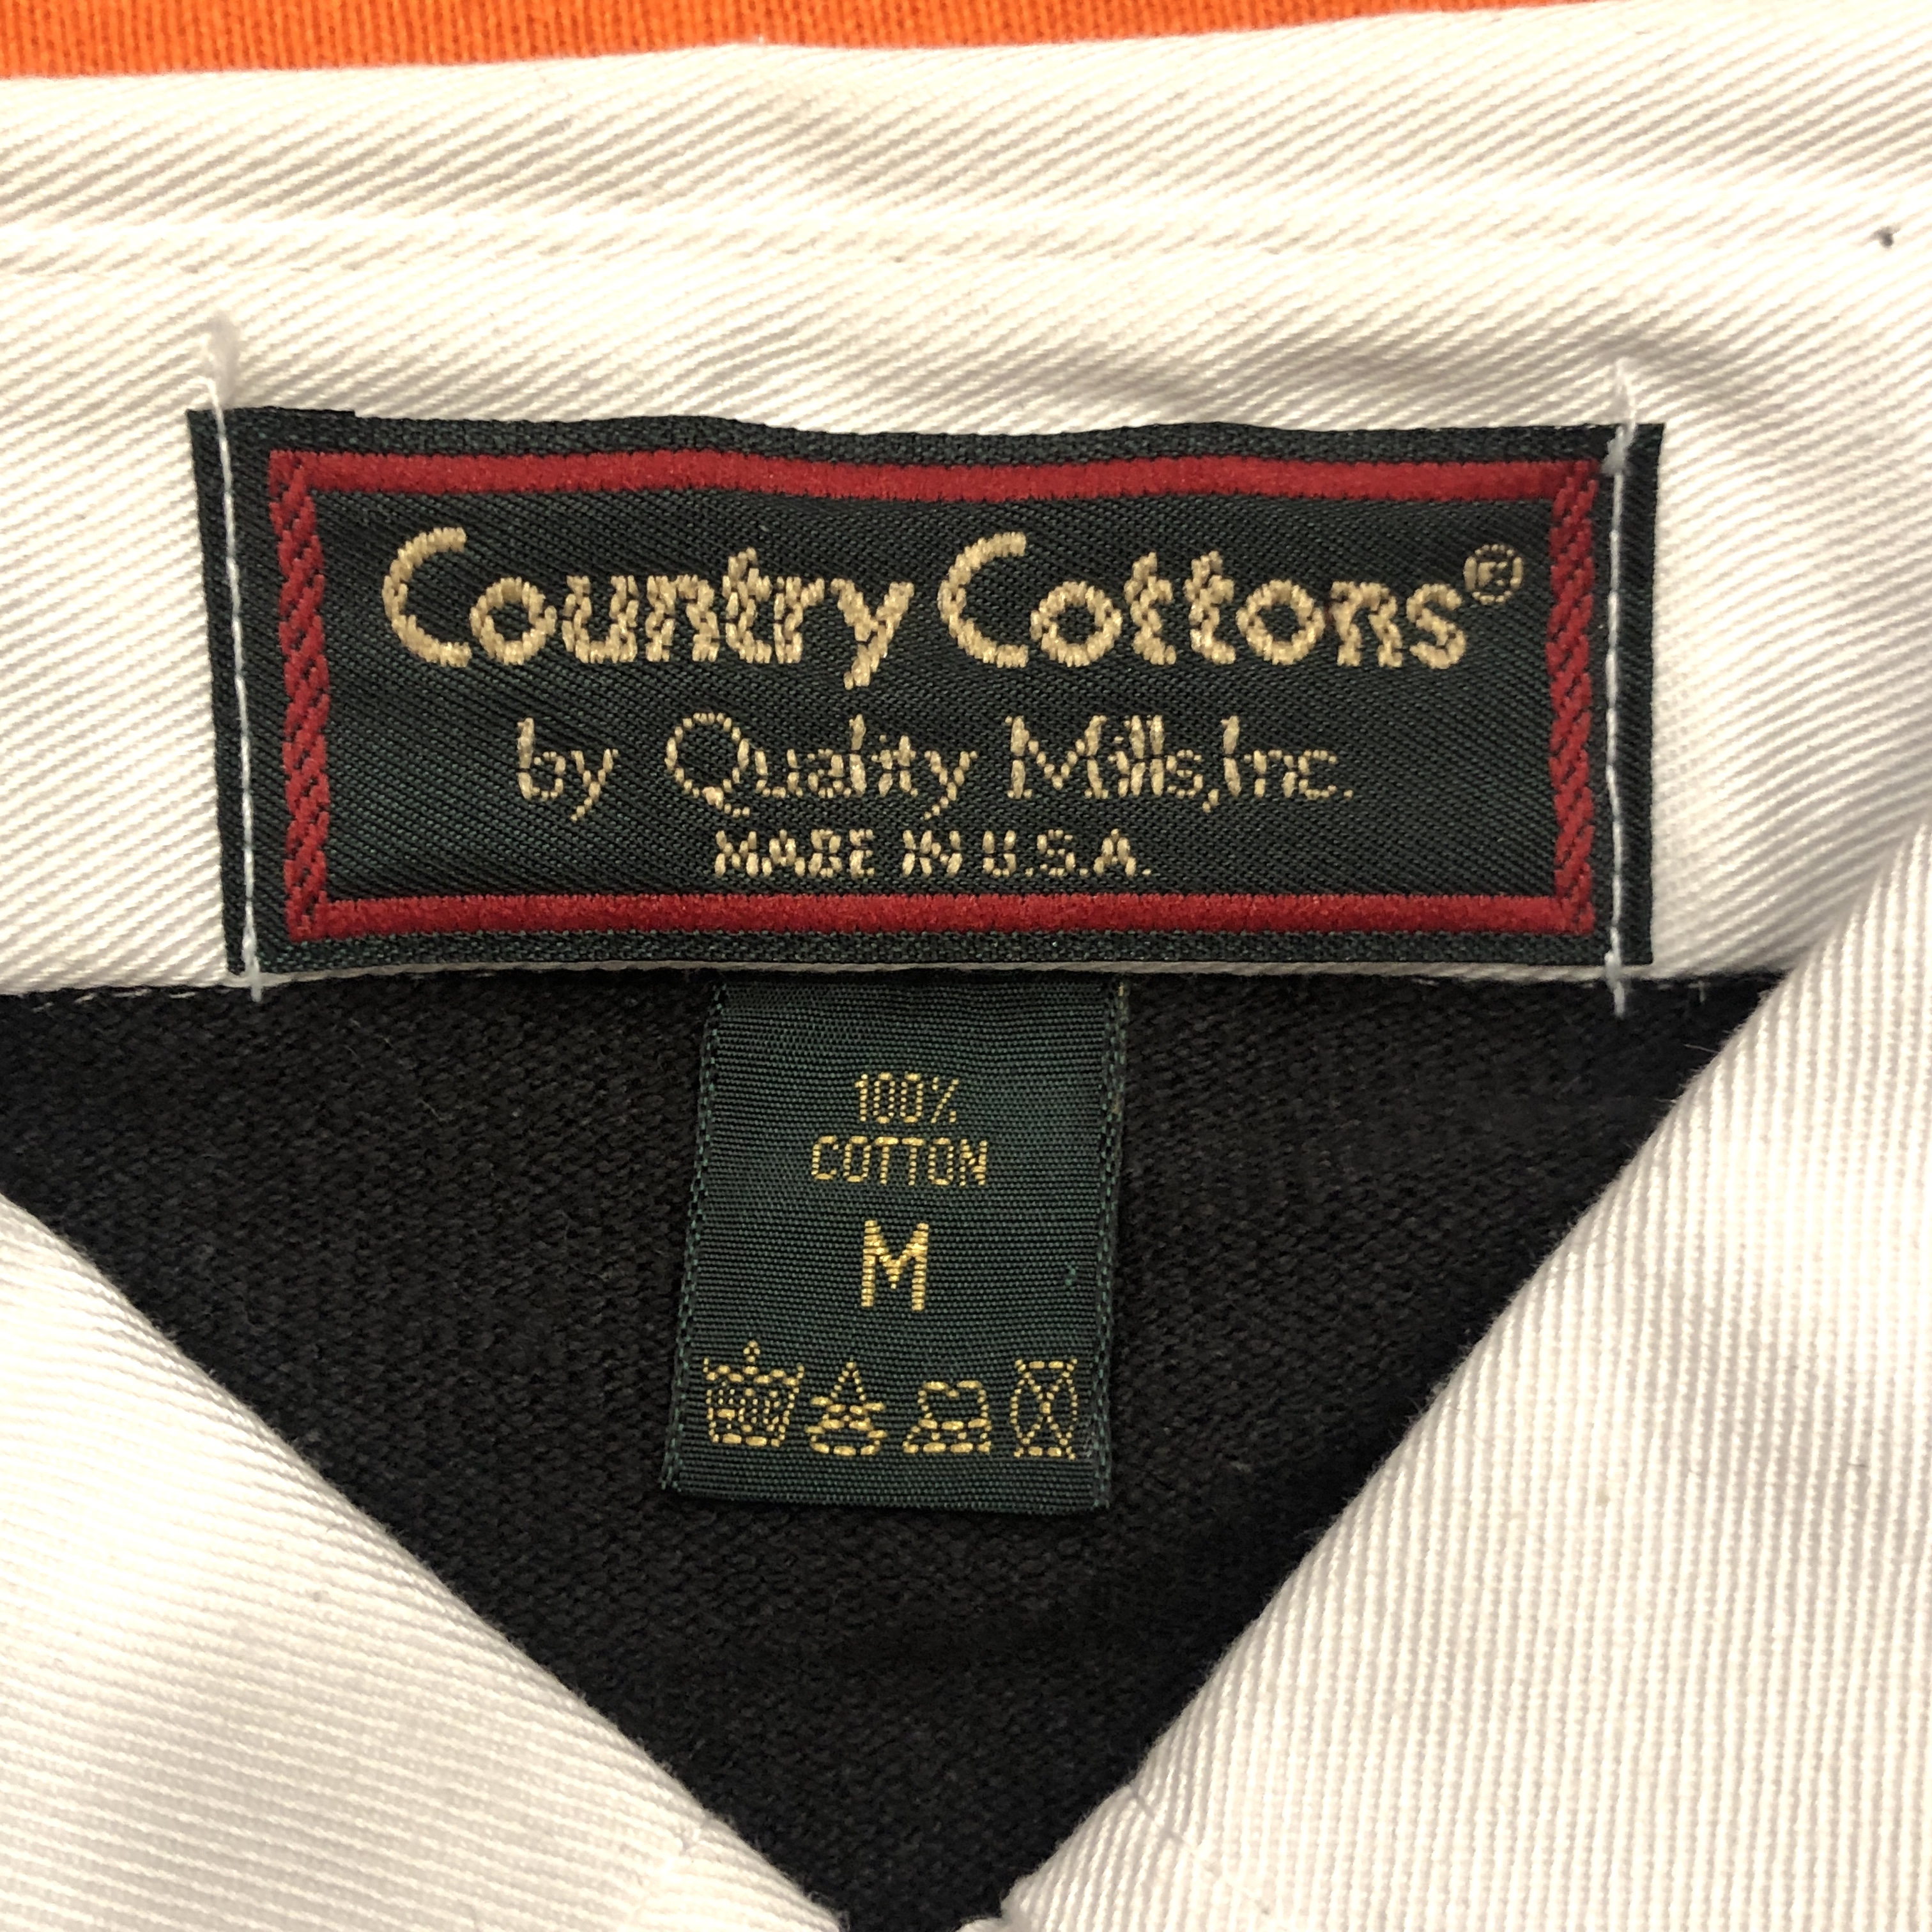 Country Cottons®
by Quality Mills, Inc.
MADE IN U.S.A.
100%
COTTON
M